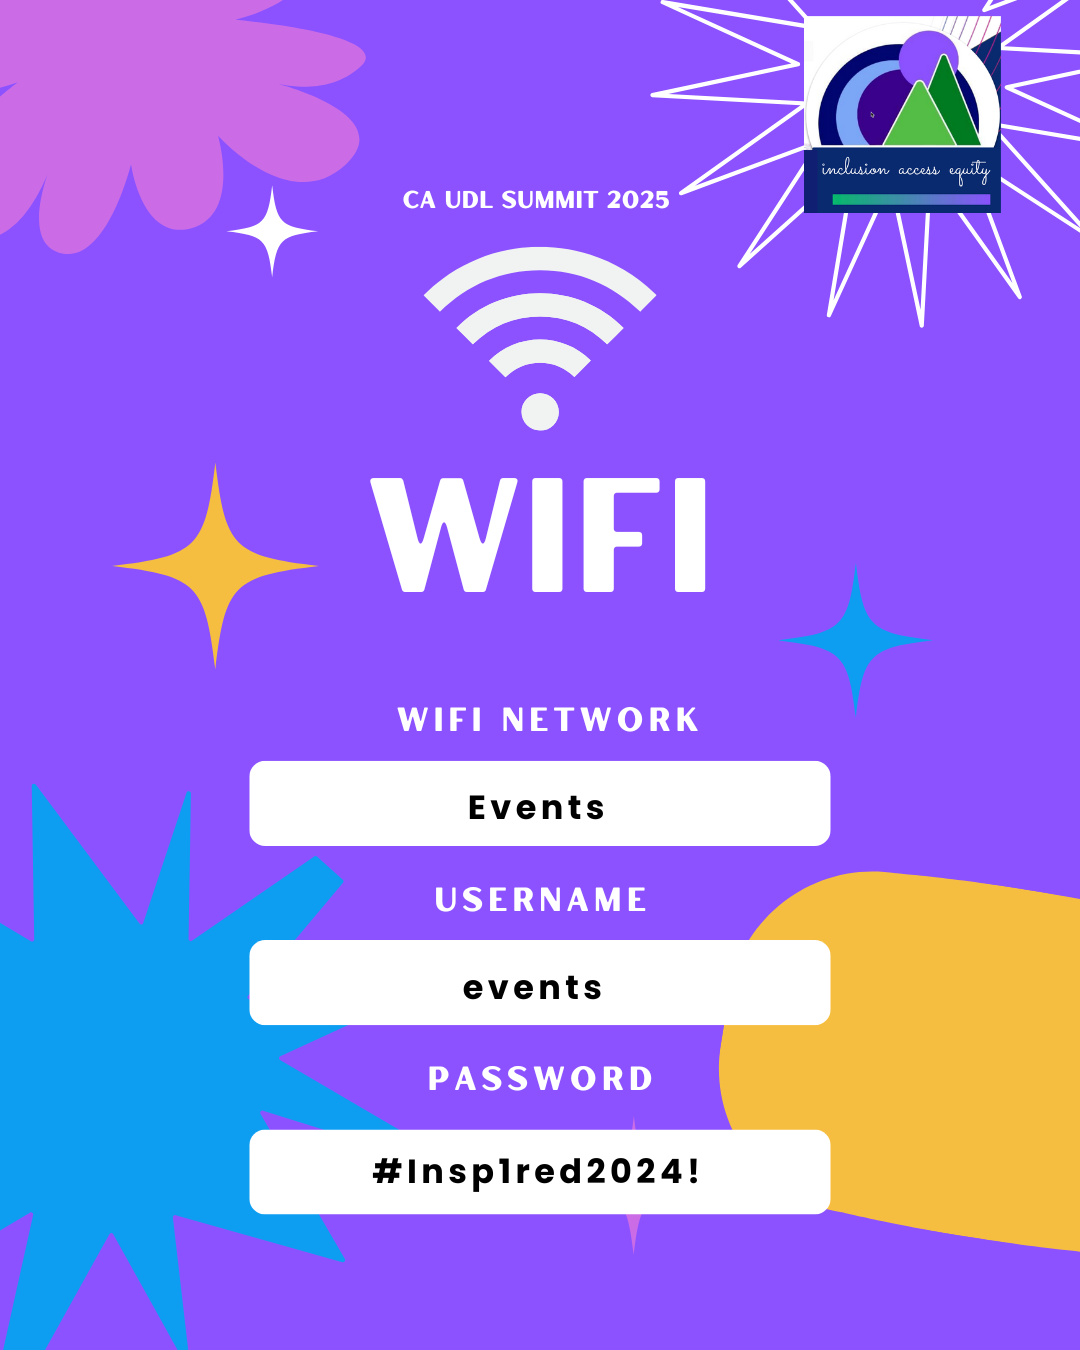 inclusion access equity
CA UDL SUMMIT 2025
WIFI
WIFI NETWORK
Events
USERNAME
events
PASSWORD
#Insp1red2024!